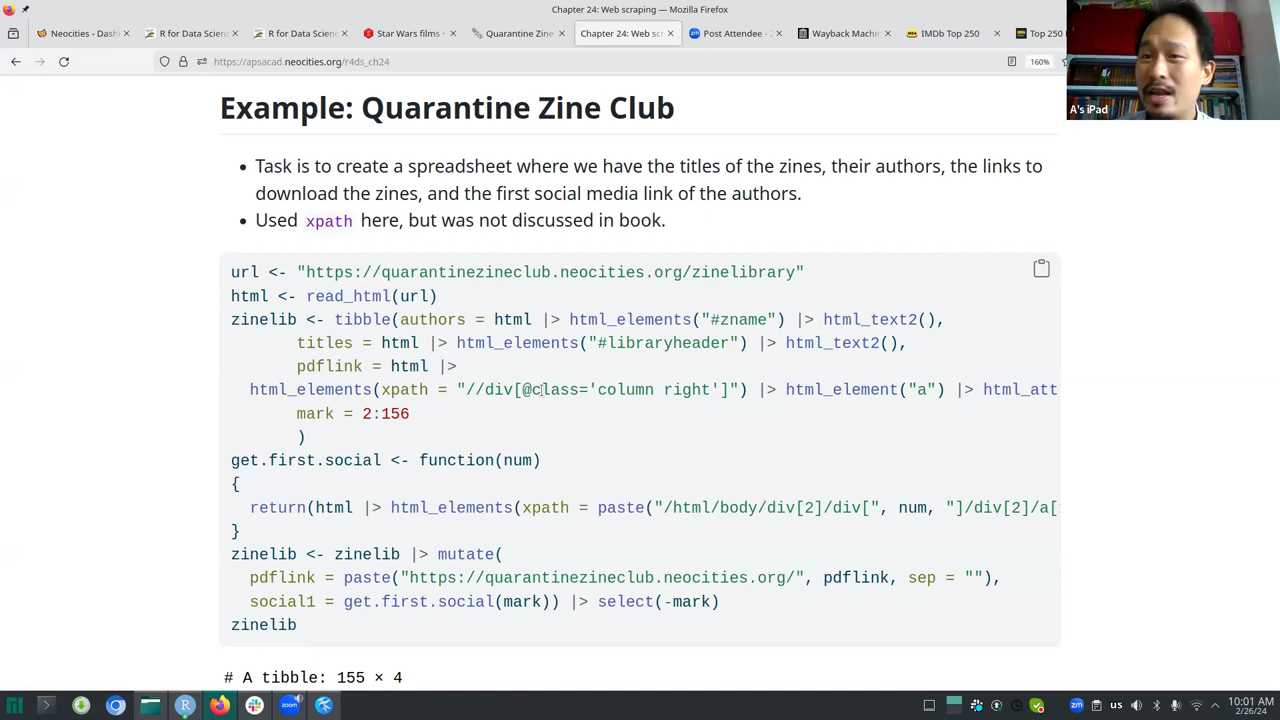 Chapter 24: Web scraping — Mozilla Firefox
Neocities - Dash
R for Data Scien
R for Data Scien
Star Wars films -
Quarantine Zine
Chapter 24: Web scr
Post Attendee - Z
Wayback Machin
IMDb Top 250
Top 250
https://apsacad.neocities.org/r4ds_ch24
160%
A's iPad
Example: Quarantine Zine Club
• Task is to create a spreadsheet where we have the titles of the zines, their authors, the links to
download the zines, and the first social media link of the authors.
• Used xpath here, but was not discussed in book.
url <- "https://quarantinezineclub.neocities.org/zinelibrary"
html <- read_html(url)
zinelib <- tibble(authors = html |> html_elements("#zname") |> html_text2(),
titles = html |> html_elements("#libraryheader") |> html_text2(),
pdflink = html |>
html_elements(xpath = "//div[@class='column right']") |> html_element("a") |> html_att
mark = 2:156
)
get.first.social <- function(num)
{
return(html |> html_elements(xpath = paste("/html/body/div[2]/div[", num, "]/div[2]/a[
}
zinelib <- zinelib |> mutate(
pdflink = paste("https://quarantinezineclub.neocities.org/", pdflink, sep = ""),
social1 = get.first.social(mark)) |> select(-mark)
zinelib
# A tibble: 155 × 4
zm
us
10:01 AM
2/26/24